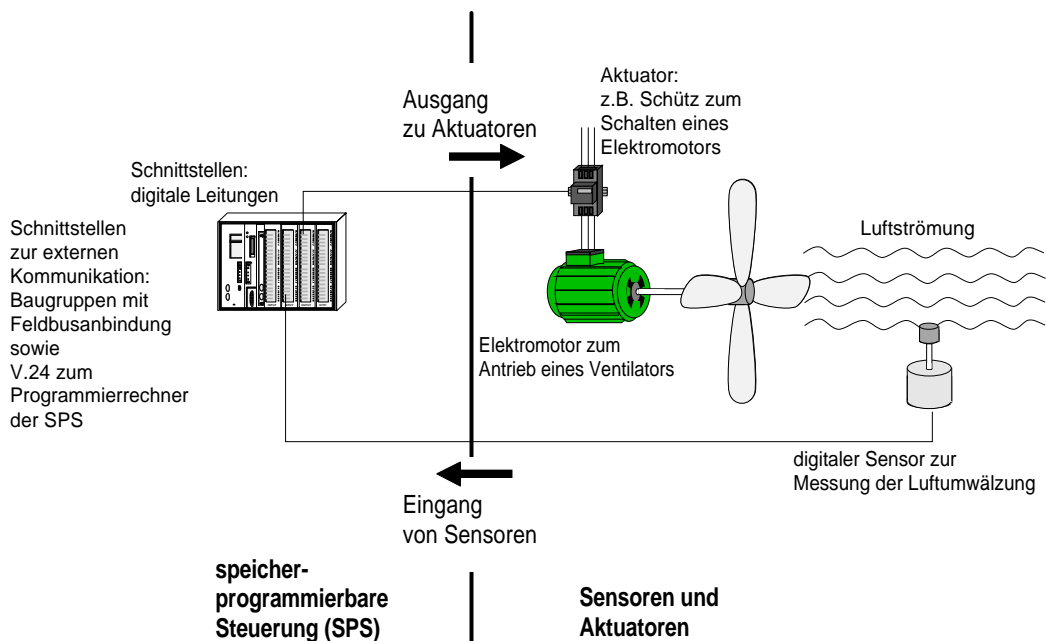 Aktuator:
z.B. Schütz zum
Schalten eines
Elektromotors
Ausgang
zu Aktuatoren
Schnittstellen:
digitale Leitungen
Schnittstellen
zur externen
Kommunikation:
Baugruppen mit
Feldbusanbindung
sowie
V.24 zum
Programmierrechner
der SPS
Luftströmung
Elektromotor zum
Antrieb eines Ventilators
digitaler Sensor zur
Messung der Luftumwälzung
Eingang
von Sensoren
speicher-
programmierbare
Steuerung (SPS)
Sensoren und
Aktuatoren